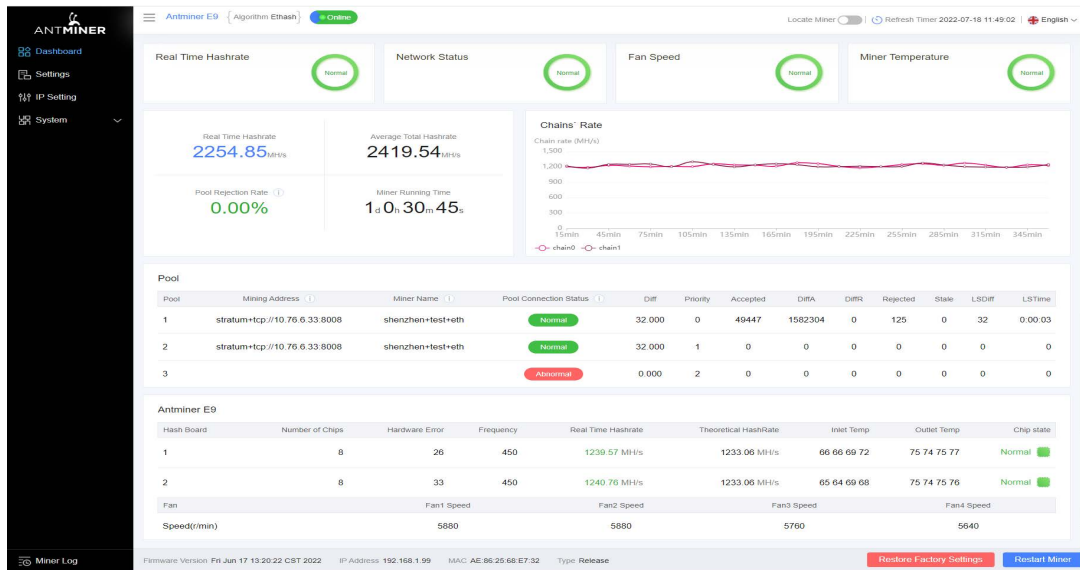 ANTMINER
Antminer E9 {Algorithm Ethash} Online
Locate Miner Refresh Timer 2022-07-18 11:49:02 English
Dashboard
Settings
IP Setting
System
Real Time Hashrate Normal
Network Status Normal
Fan Speed Normal
Miner Temperature Normal
Real Time Hashrate
2254.85 MH/s
Average Total Hashrate
2419.54 MH/s
Pool Rejection Rate
0.00%
Miner Running Time
1d 0h 30m 45s
Chains` Rate
Chain rate (MH/s)
1,500
1,200
900
600
300
0
15min 45min 75min 105min 135min 165min 195min 225min 255min 285min 315min 345min
chain0 chain1
Pool
Pool Mining Address Miner Name Pool Connection Status Diff Priority Accepted DiffA DiffR Rejected Stale LSDiff LSTime
1 stratum+tcp://10.76.6.33:8008 shenzhen+test+eth Normal 32.000 0 49447 1582304 0 125 0 32 0:00:03
2 stratum+tcp://10.76.6.33:8008 shenzhen+test+eth Normal 32.000 1 0 0 0 0 0 0 0
3 Abnormal 0.000 2 0 0 0 0 0 0 0
Antminer E9
Hash Board Number of Chips Hardware Error Frequency Real Time Hashrate Theoretical HashRate Inlet Temp Outlet Temp Chip state
1 8 26 450 1239.57 MH/s 1233.06 MH/s 66 66 69 72 75 74 75 77 Normal
2 8 33 450 1240.76 MH/s 1233.06 MH/s 65 64 69 68 75 74 75 76 Normal
Fan Fan1 Speed Fan2 Speed Fan3 Speed Fan4 Speed
Speed(r/min) 5880 5880 5760 5640
Miner Log
Firmware Version Fri Jun 17 13:20:22 CST 2022 IP Address 192.168.1.99 MAC AE:86:25:68:E7:32 Type Release
Restore Factory Settings Restart Miner